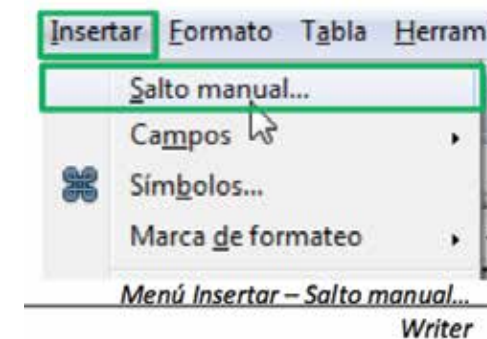 Insertar Formato Tabla Herram
Salto manual...
Campos
Símbolos...
Marca de formateo
Menú Insertar – Salto manual...
Writer